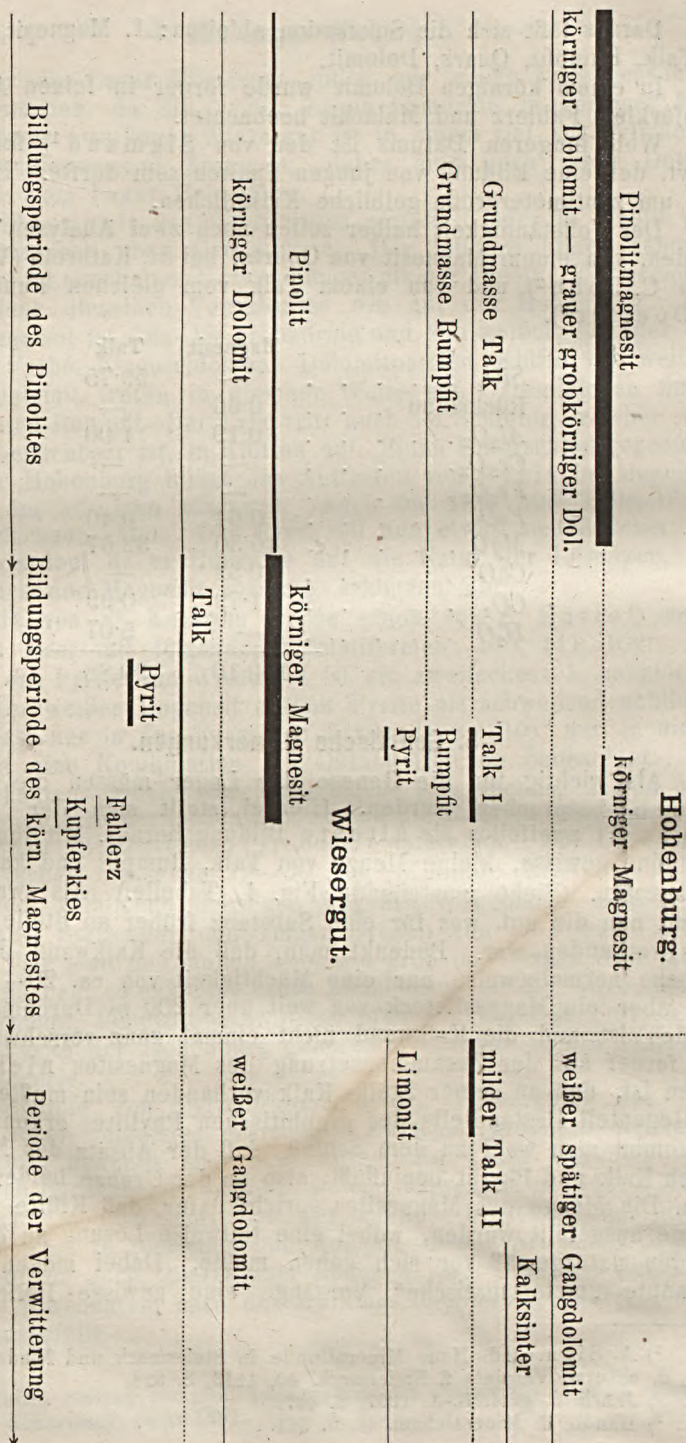 Hohenburg.
Pinolitmagnesit
körniger Magnesit
körniger Dolomit — grauer grobkörniger Dol.
weißer spätiger Gangdolomit
Kalksinter
Grundmasse Talk
Talk I
milder Talk II
Grundmasse Rumpfit
Rumpfit
Pyrit
Limonit
Wiesergut.
Pinolit
körniger Magnesit
körniger Dolomit
weißer Gangdolomit
Talk
Pyrit
Fahlerz
Kupferkies
Bildungsperiode des Pinolites
Bildungsperiode des körn. Magnesites
Periode der Verwitterung